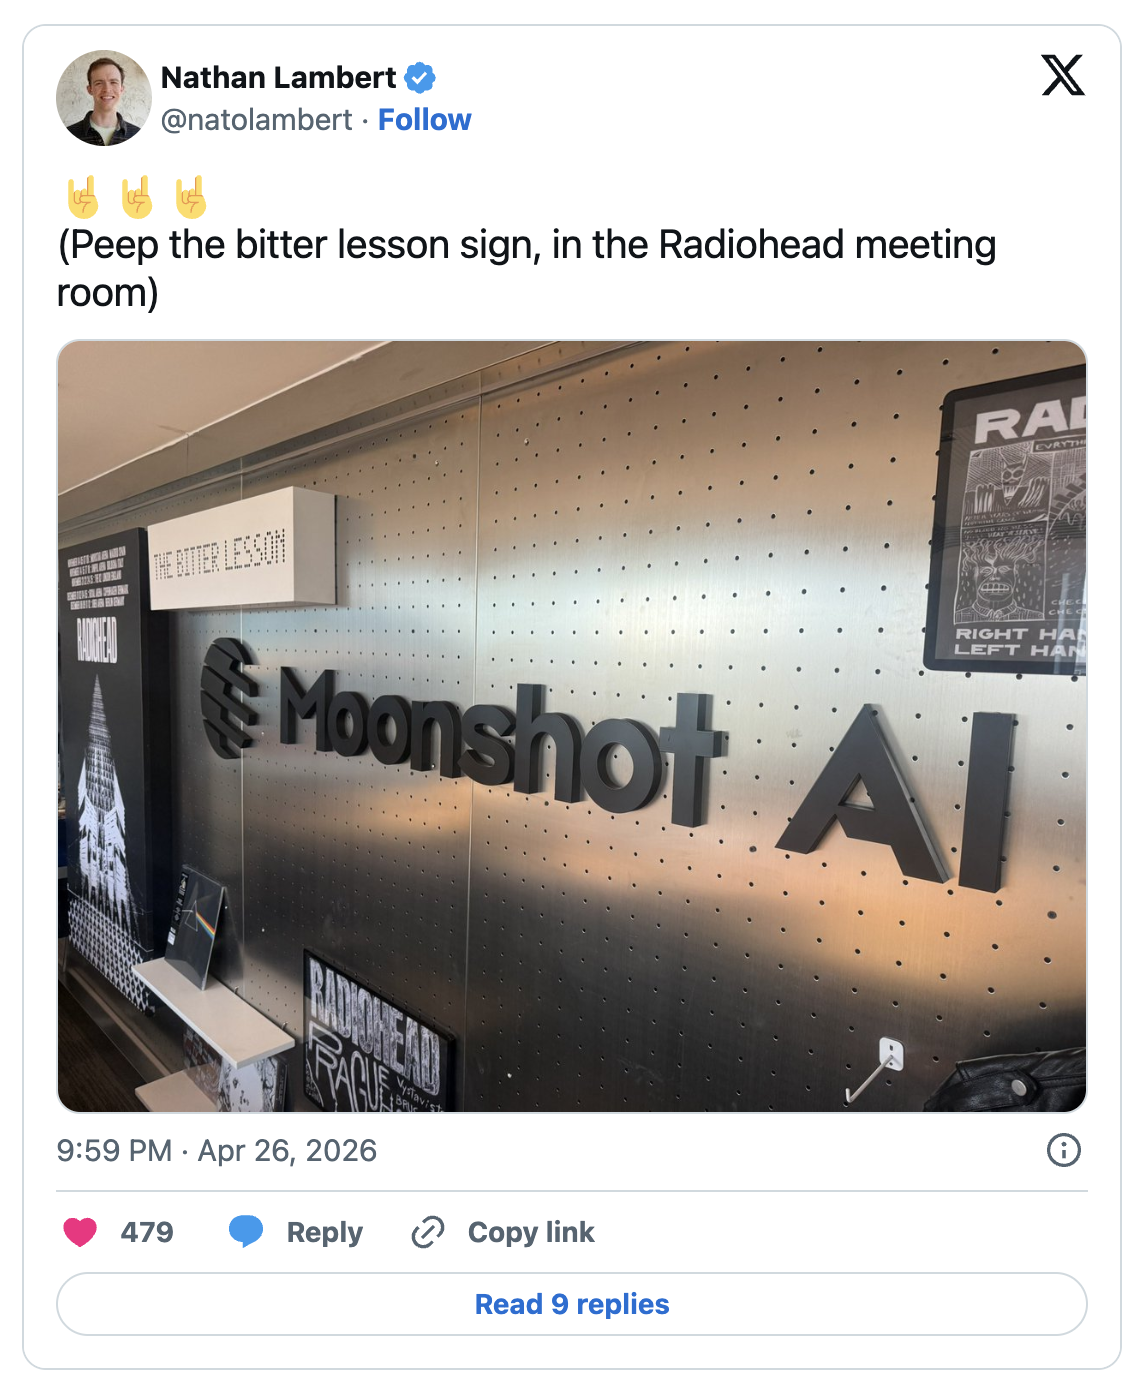 Nathan Lambert
@natolambert · Follow
🤘 🤘 🤘
(Peep the bitter lesson sign, in the Radiohead meeting
room)
THE BITTER LESSON
RADIOHEAD
Moonshot AI
RAD
RIGHT HAN
LEFT HAN
RADIOHEAD
PRAGUE
9:59 PM · Apr 26, 2026
479
Reply
Copy link
Read 9 replies